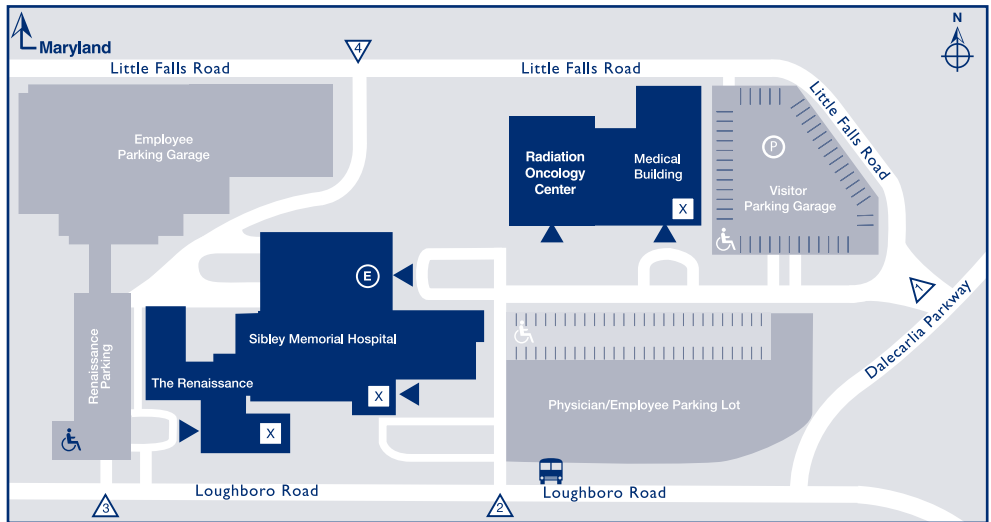 Maryland
N
4
Little Falls Road
Little Falls Road
Little Falls Road
Employee
Parking Garage
Radiation
Oncology
Center
Medical
Building
X
P
Visitor
Parking Garage
E
1
Dalecarlia Parkway
Sibley Memorial Hospital
Renaissance
Parking
The Renaissance
X
X
Physician/Employee Parking Lot
Loughboro Road
Loughboro Road
3
2